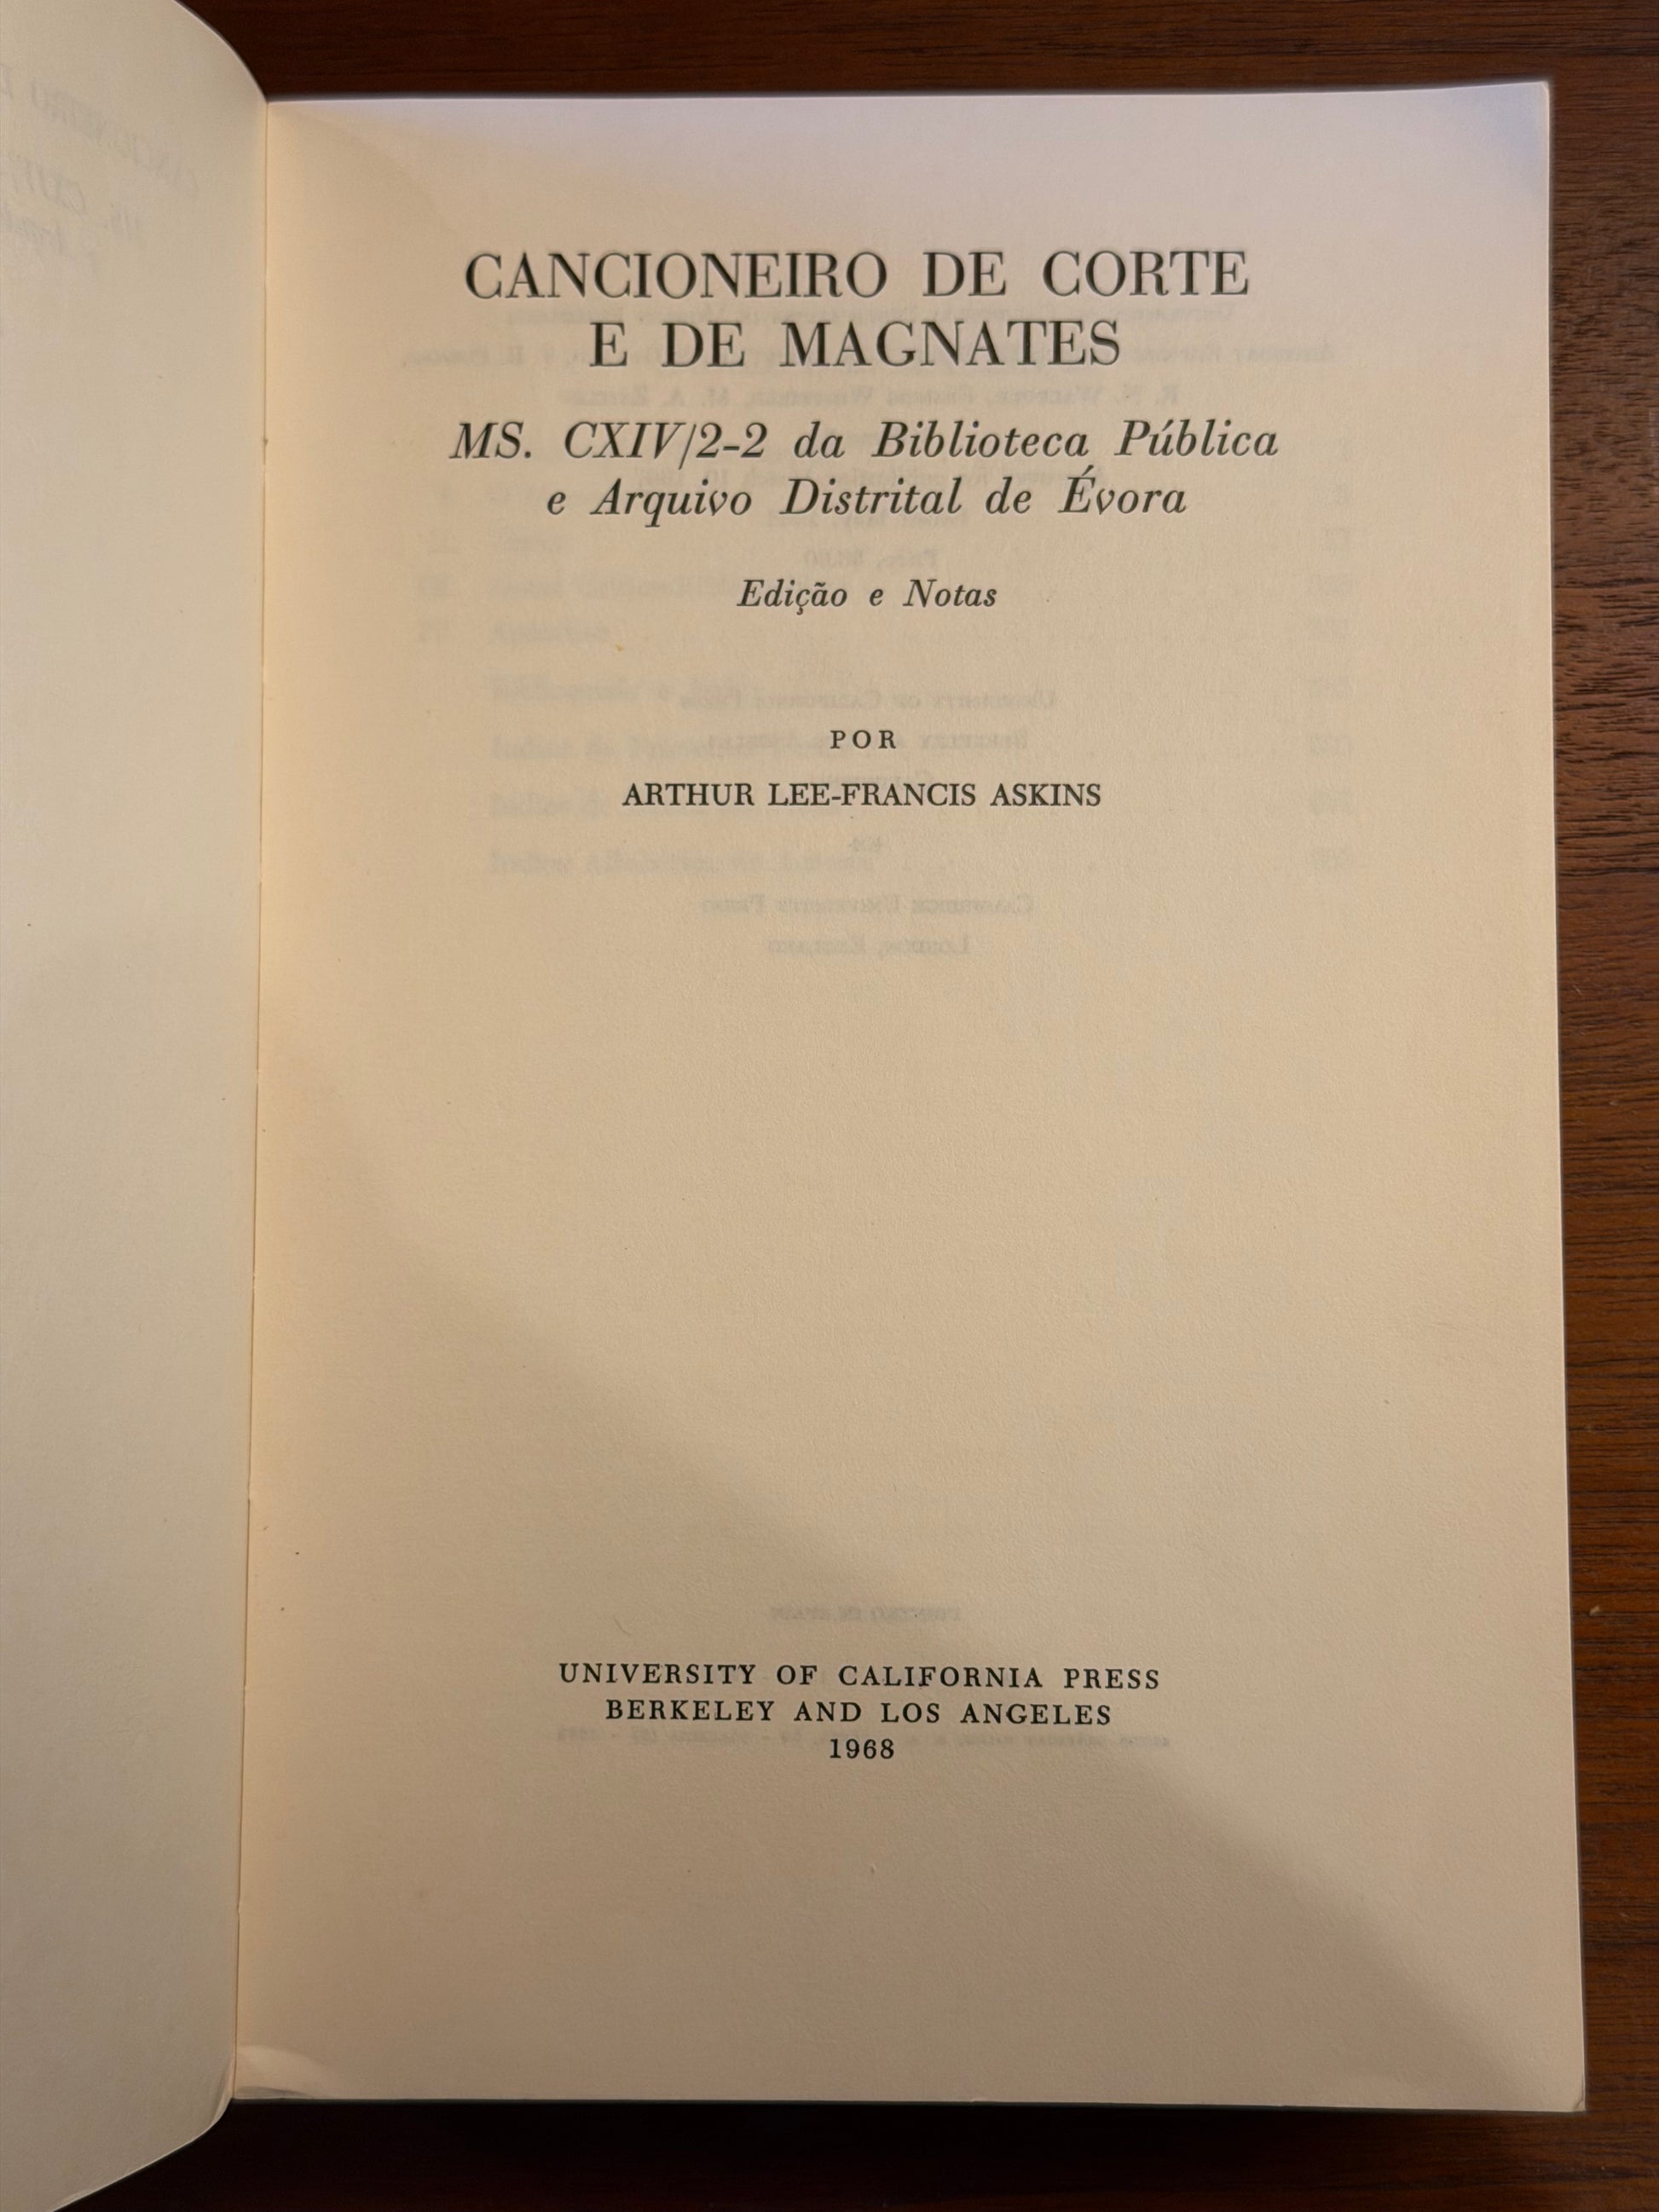 CANCIONEIRO DE CORTE
E DE MAGNATES
MS. CXIV/2-2 da Biblioteca Pública
e Arquivo Distrital de Évora
Edição e Notas
POR
ARTHUR LEE-FRANCIS ASKINS
UNIVERSITY OF CALIFORNIA PRESS
BERKELEY AND LOS ANGELES
1968